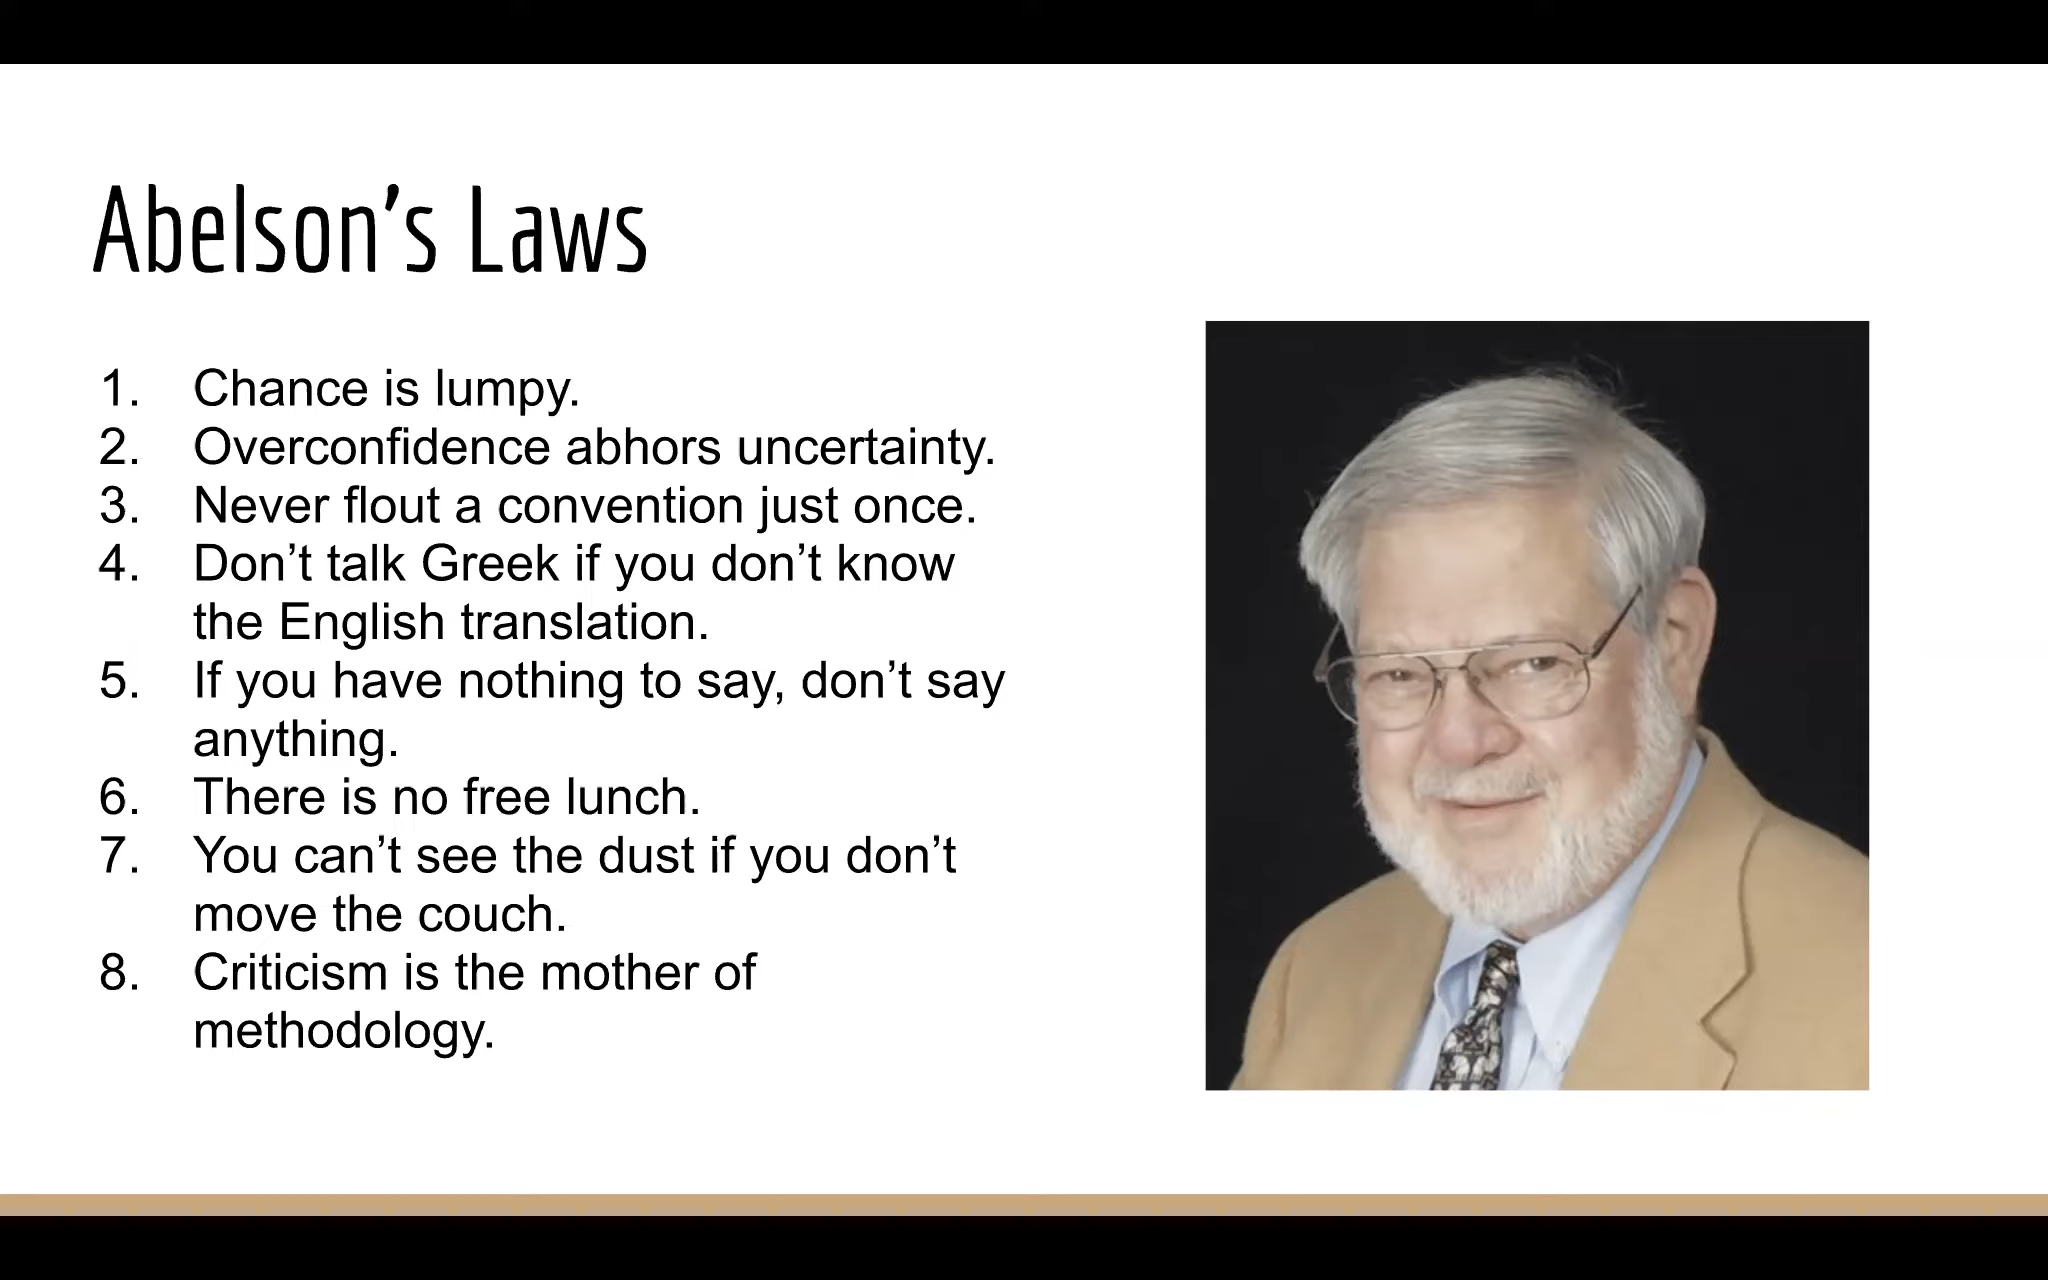 Abelson’s Laws
1. Chance is lumpy.
2. Overconfidence abhors uncertainty.
3. Never flout a convention just once.
4. Don’t talk Greek if you don’t know
the English translation.
5. If you have nothing to say, don’t say
anything.
6. There is no free lunch.
7. You can’t see the dust if you don’t
move the couch.
8. Criticism is the mother of
methodology.